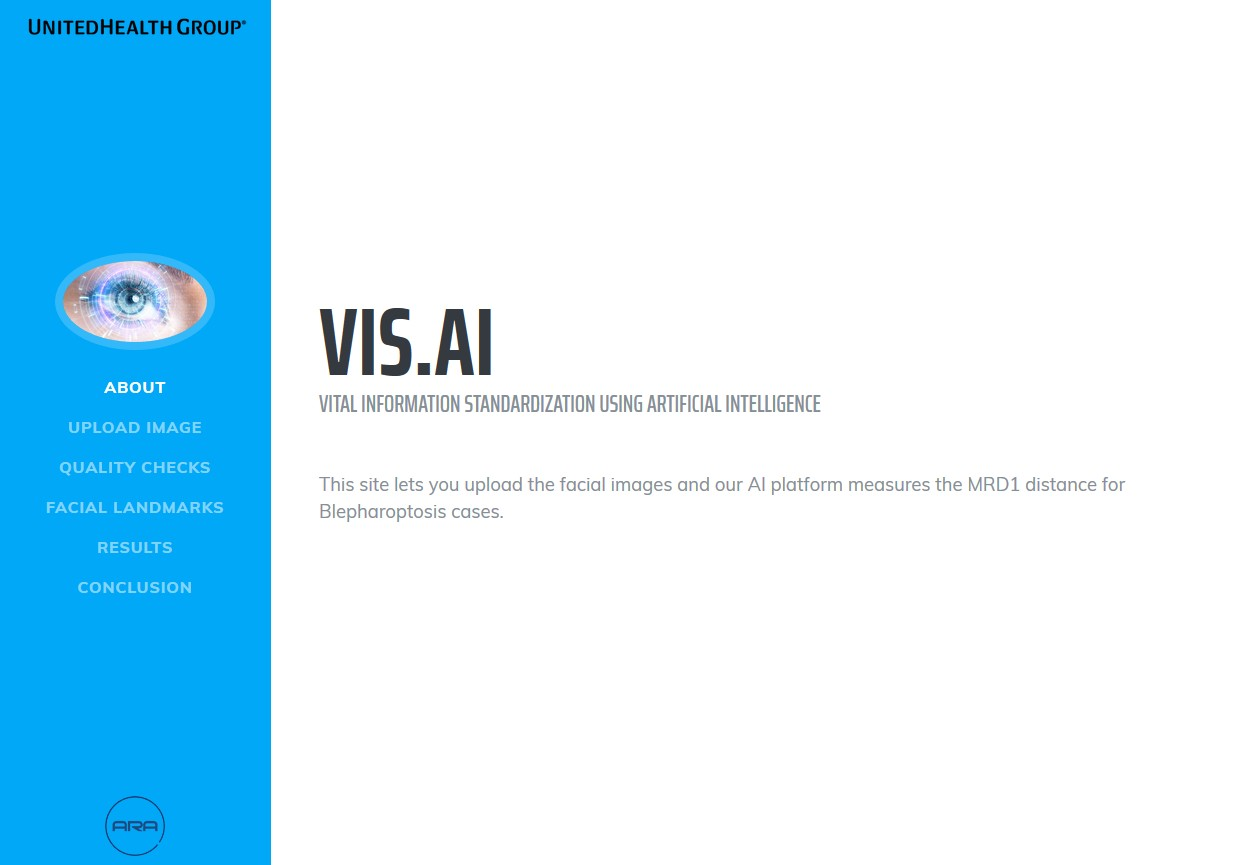 UNITEDHEALTH GROUP®
ABOUT
UPLOAD IMAGE
QUALITY CHECKS
FACIAL LANDMARKS
RESULTS
CONCLUSION
ARA
VIS.AI
VITAL INFORMATION STANDARDIZATION USING ARTIFICIAL INTELLIGENCE
This site lets you upload the facial images and our AI platform measures the MRD1 distance for
Blepharoptosis cases.